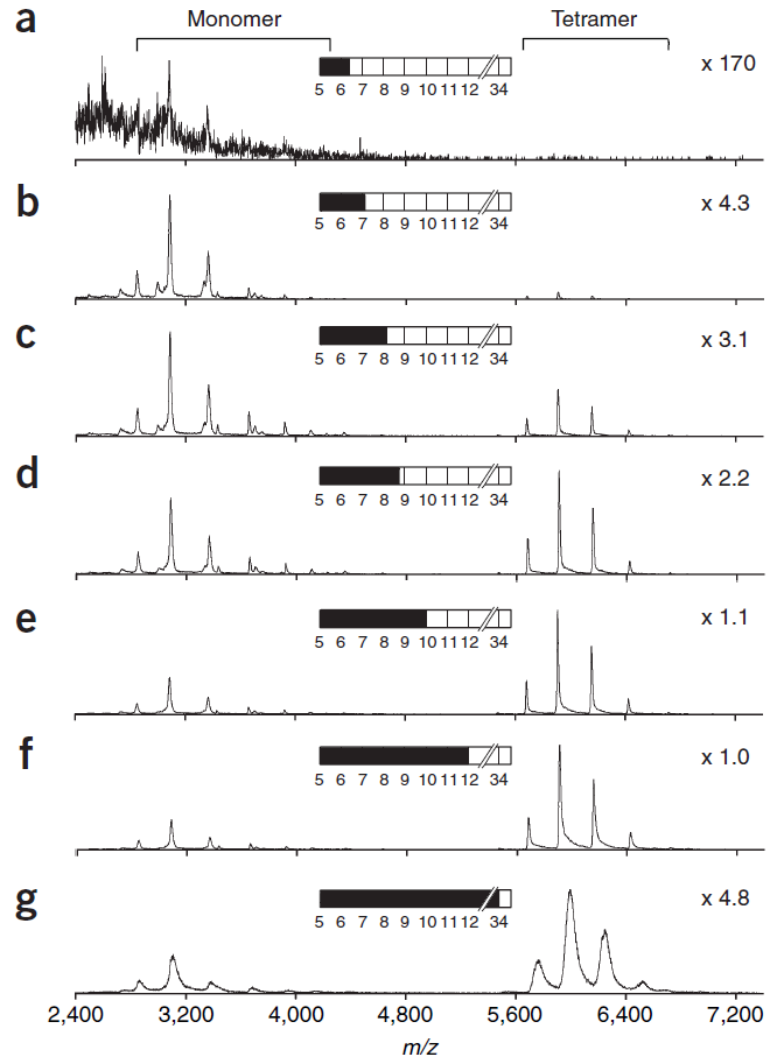 a
Monomer
Tetramer
x 170
5 6 7 8 9 10 11 12 34
b
x 4.3
5 6 7 8 9 10 11 12 34
c
x 3.1
5 6 7 8 9 10 11 12 34
d
x 2.2
5 6 7 8 9 10 11 12 34
e
x 1.1
5 6 7 8 9 10 11 12 34
f
x 1.0
5 6 7 8 9 10 11 12 34
g
x 4.8
5 6 7 8 9 10 11 12 34
2,400 3,200 4,000 4,800 5,600 6,400 7,200
m/z